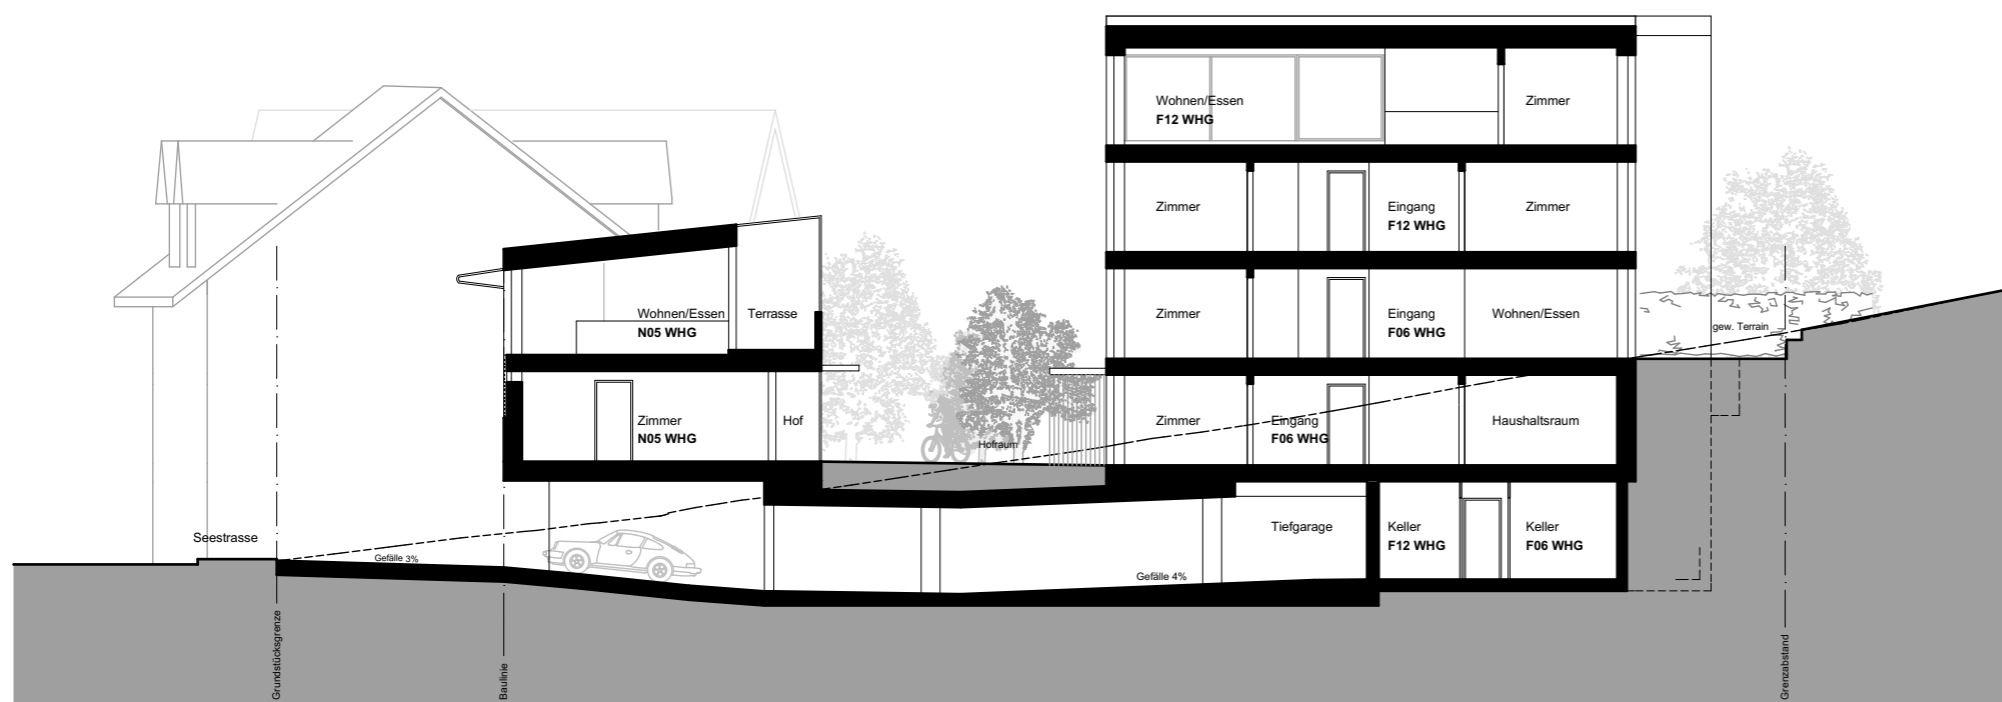 Wohnen/Essen
F12 WHG
Zimmer
Zimmer
Eingang
F12 WHG
Zimmer
Wohnen/Essen
N05 WHG
Terrasse
Zimmer
Eingang
F06 WHG
Wohnen/Essen
gew. Terrain
Zimmer
N05 WHG
Hof
Hofraum
Zimmer
Eingang
F06 WHG
Haushaltsraum
Seestrasse
Gefälle 3%
Gefälle 4%
Tiefgarage
Keller
F12 WHG
Keller
F06 WHG
Grundstücksgrenze
Baulinie
Grenzabstand